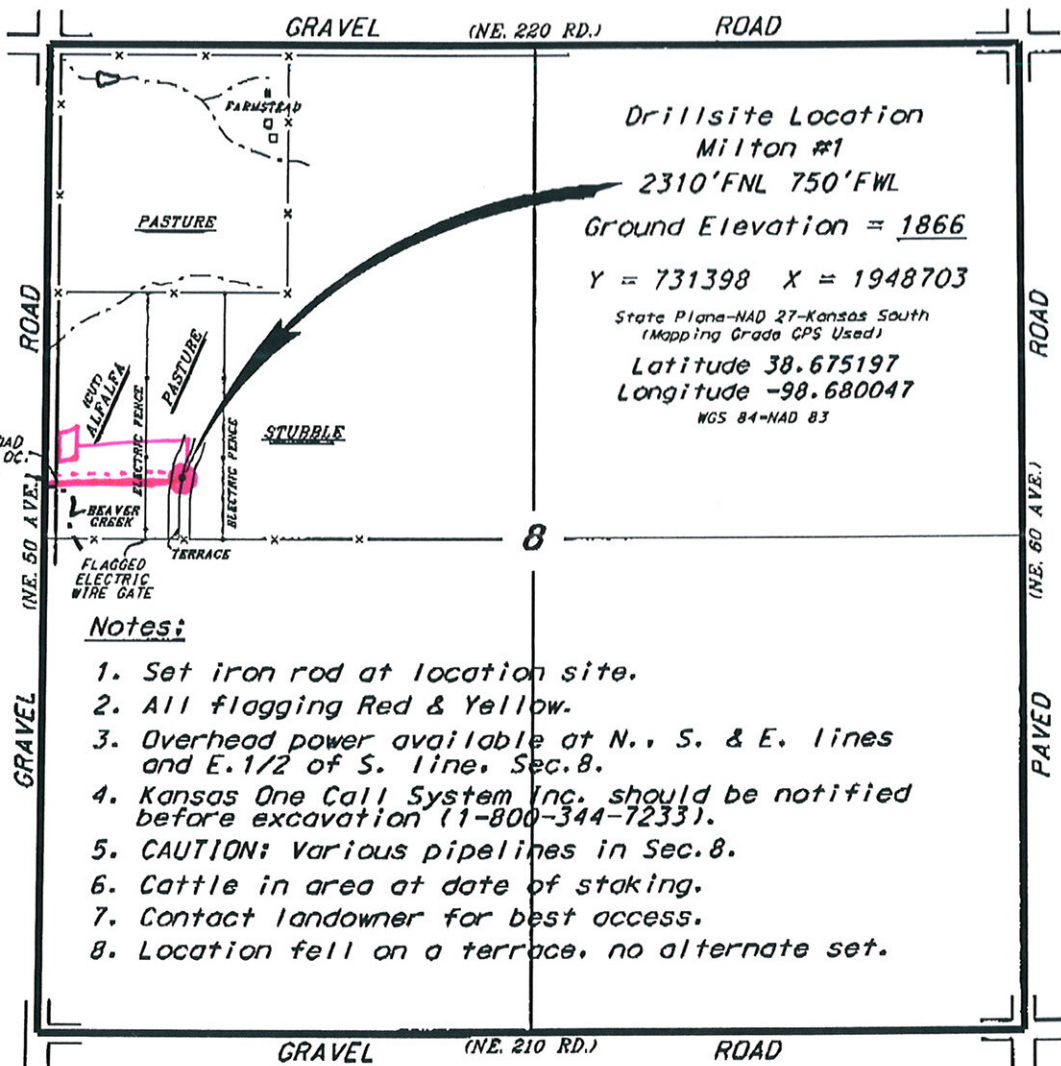 GRAVEL (NE. 220 RD.) ROAD
FARMSTEAD
PASTURE
Drillsite Location
Milton #1
2310'FNL 750'FWL
Ground Elevation = 1866
Y = 731398 X = 1948703
State Plane-NAD 27-Kansas South
(Mapping Grade GPS Used)
Latitude 38.675197
Longitude -98.680047
WGS 84-NAD 83
ROAD
(NE. 50 AVE.)
GRAVEL
(CUT)
ALFALFA
ELECTRIC FENCE
PASTURE
ELECTRIC FENCE
STUBBLE
OC.
BEAVER
CREEK
FLAGGED
ELECTRIC
WIRE GATE
TERRACE
8
ROAD
(NE. 60 AVE.)
PAVED
Notes:
1. Set iron rod at location site.
2. All flagging Red & Yellow.
3. Overhead power available at N., S. & E. lines
and E.1/2 of S. line, Sec.8.
4. Kansas One Call System Inc. should be notified
before excavation (1-800-344-7233).
5. CAUTION: Various pipelines in Sec.8.
6. Cattle in area at date of staking.
7. Contact landowner for best access.
8. Location fell on a terrace, no alternate set.
GRAVEL (NE. 210 RD.) ROAD